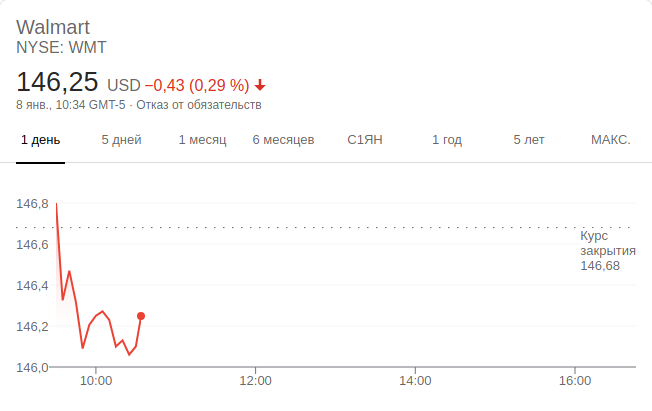 Walmart
NYSE: WMT
146,25 USD −0,43 (0,29 %)
8 янв., 10:34 GMT-5 · Отказ от обязательств
1 день 5 дней 1 месяц 6 месяцев С1ЯН 1 год 5 лет МАКС.
146,8
146,6
146,4
146,2
146,0
Курс
закрытия
146,68
10:00 12:00 14:00 16:00